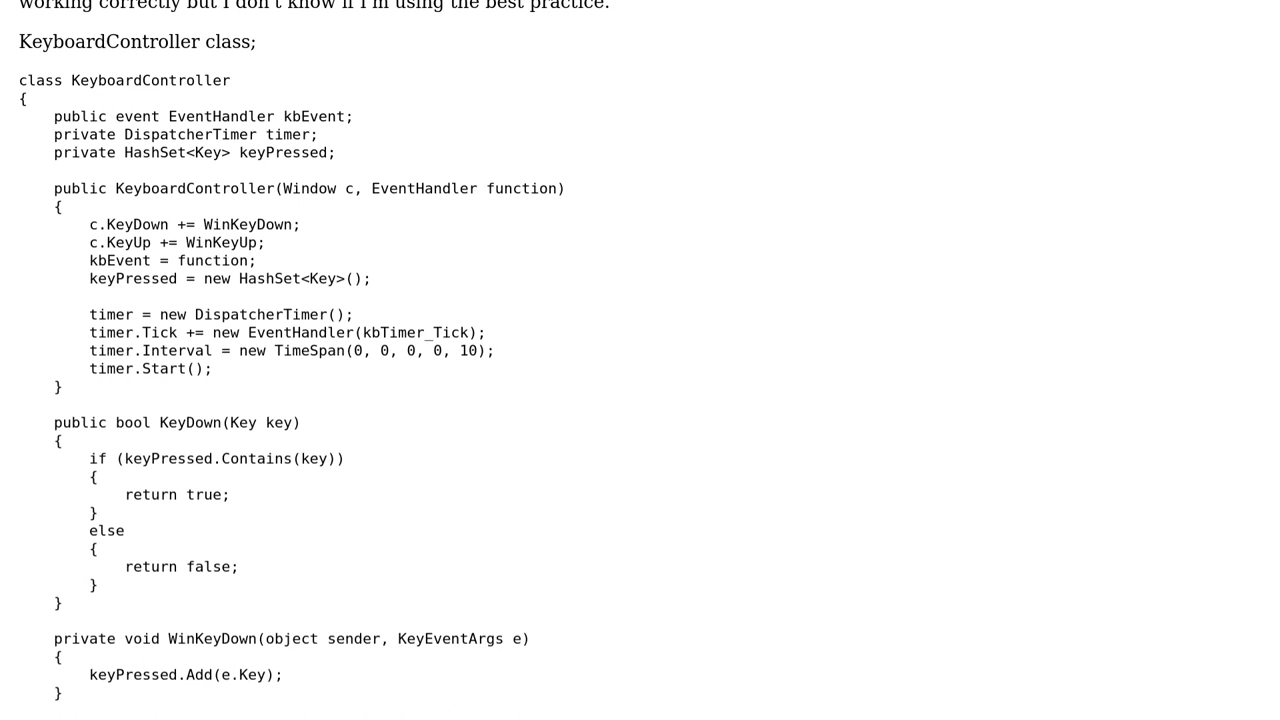 working correctly but I don't know if I'm using the best practice.
KeyboardController class;
class KeyboardController
{
    public event EventHandler kbEvent;
    private DispatcherTimer timer;
    private HashSet<Key> keyPressed;

    public KeyboardController(Window c, EventHandler function)
    {
        c.KeyDown += WinKeyDown;
        c.KeyUp += WinKeyUp;
        kbEvent = function;
        keyPressed = new HashSet<Key>();

        timer = new DispatcherTimer();
        timer.Tick += new EventHandler(kbTimer_Tick);
        timer.Interval = new TimeSpan(0, 0, 0, 0, 10);
        timer.Start();
    }

    public bool KeyDown(Key key)
    {
        if (keyPressed.Contains(key))
        {
            return true;
        }
        else
        {
            return false;
        }
    }

    private void WinKeyDown(object sender, KeyEventArgs e)
    {
        keyPressed.Add(e.Key);
    }